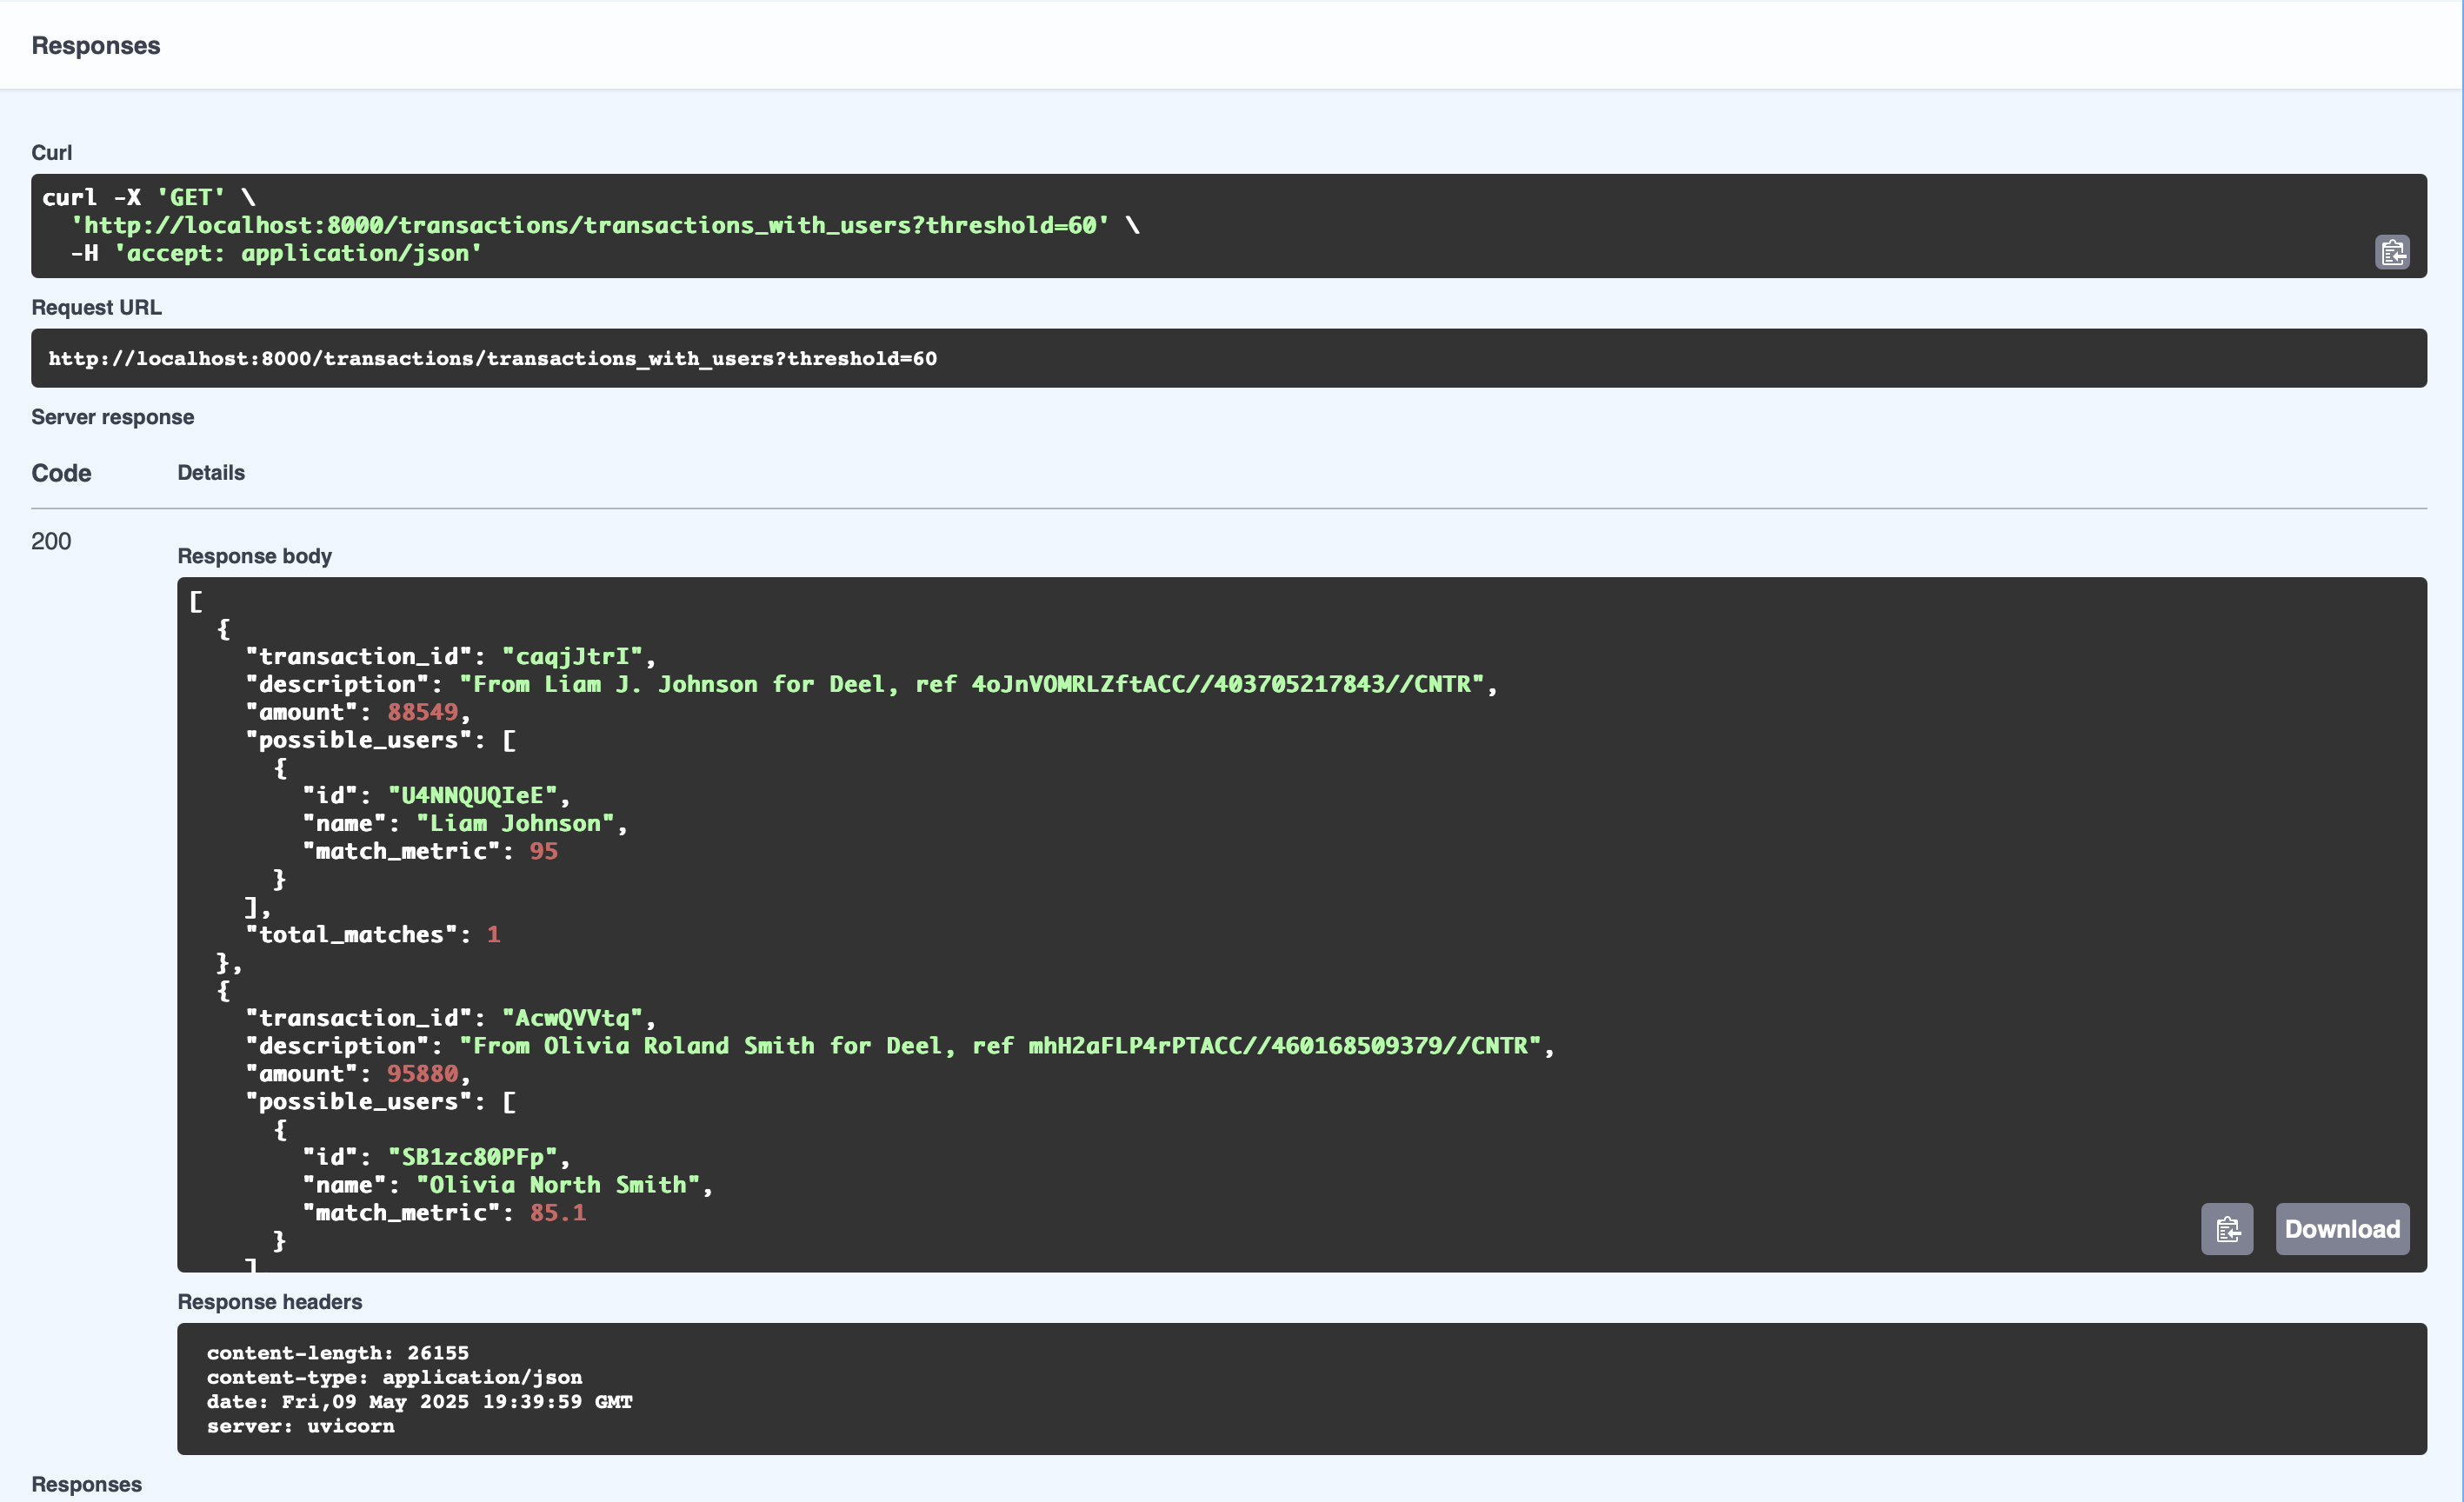 Responses
Curl
curl -X 'GET' \
  'http://localhost:8000/transactions/transactions_with_users?threshold=60' \
  -H 'accept: application/json'
Request URL
http://localhost:8000/transactions/transactions_with_users?threshold=60
Server response
Code Details
200
Response body
[
  {
    "transaction_id": "caqjJtrI",
    "description": "From Liam J. Johnson for Deel, ref 4oJnVOMRLZftACC//403705217843//CNTR",
    "amount": 88549,
    "possible_users": [
      {
        "id": "U4NNQUQIeE",
        "name": "Liam Johnson",
        "match_metric": 95
      }
    ],
    "total_matches": 1
  },
  {
    "transaction_id": "AcwQVVtq",
    "description": "From Olivia Roland Smith for Deel, ref mhH2aFLP4rPTACC//460168509379//CNTR",
    "amount": 95880,
    "possible_users": [
      {
        "id": "SB1zc80PFp",
        "name": "Olivia North Smith",
        "match_metric": 85.1
      }
    ]
Download
Response headers
content-length: 26155
content-type: application/json
date: Fri,09 May 2025 19:39:59 GMT
server: uvicorn
Responses